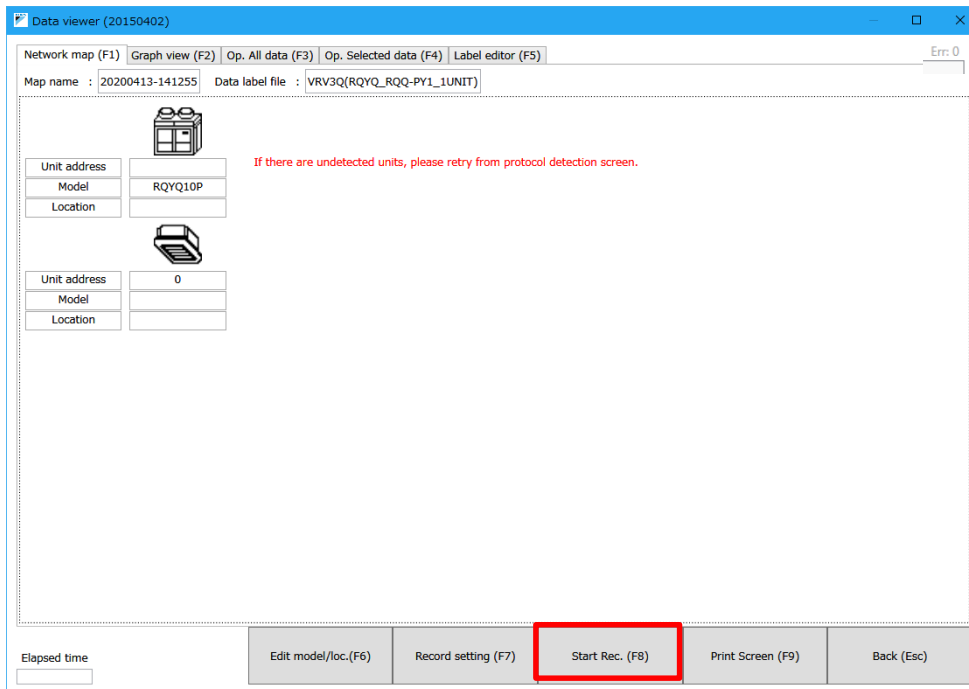 Data viewer (20150402)
Network map (F1) Graph view (F2) Op. All data (F3) Op. Selected data (F4) Label editor (F5) Err: 0
Map name : 20200413-141255 Data label file : VRV3Q(RQYQ_RQQ-PY1_1UNIT)
If there are undetected units, please retry from protocol detection screen.
Unit address
Model RQYQ10P
Location
Unit address 0
Model
Location
Elapsed time
Edit model/loc.(F6) Record setting (F7) Start Rec. (F8) Print Screen (F9) Back (Esc)